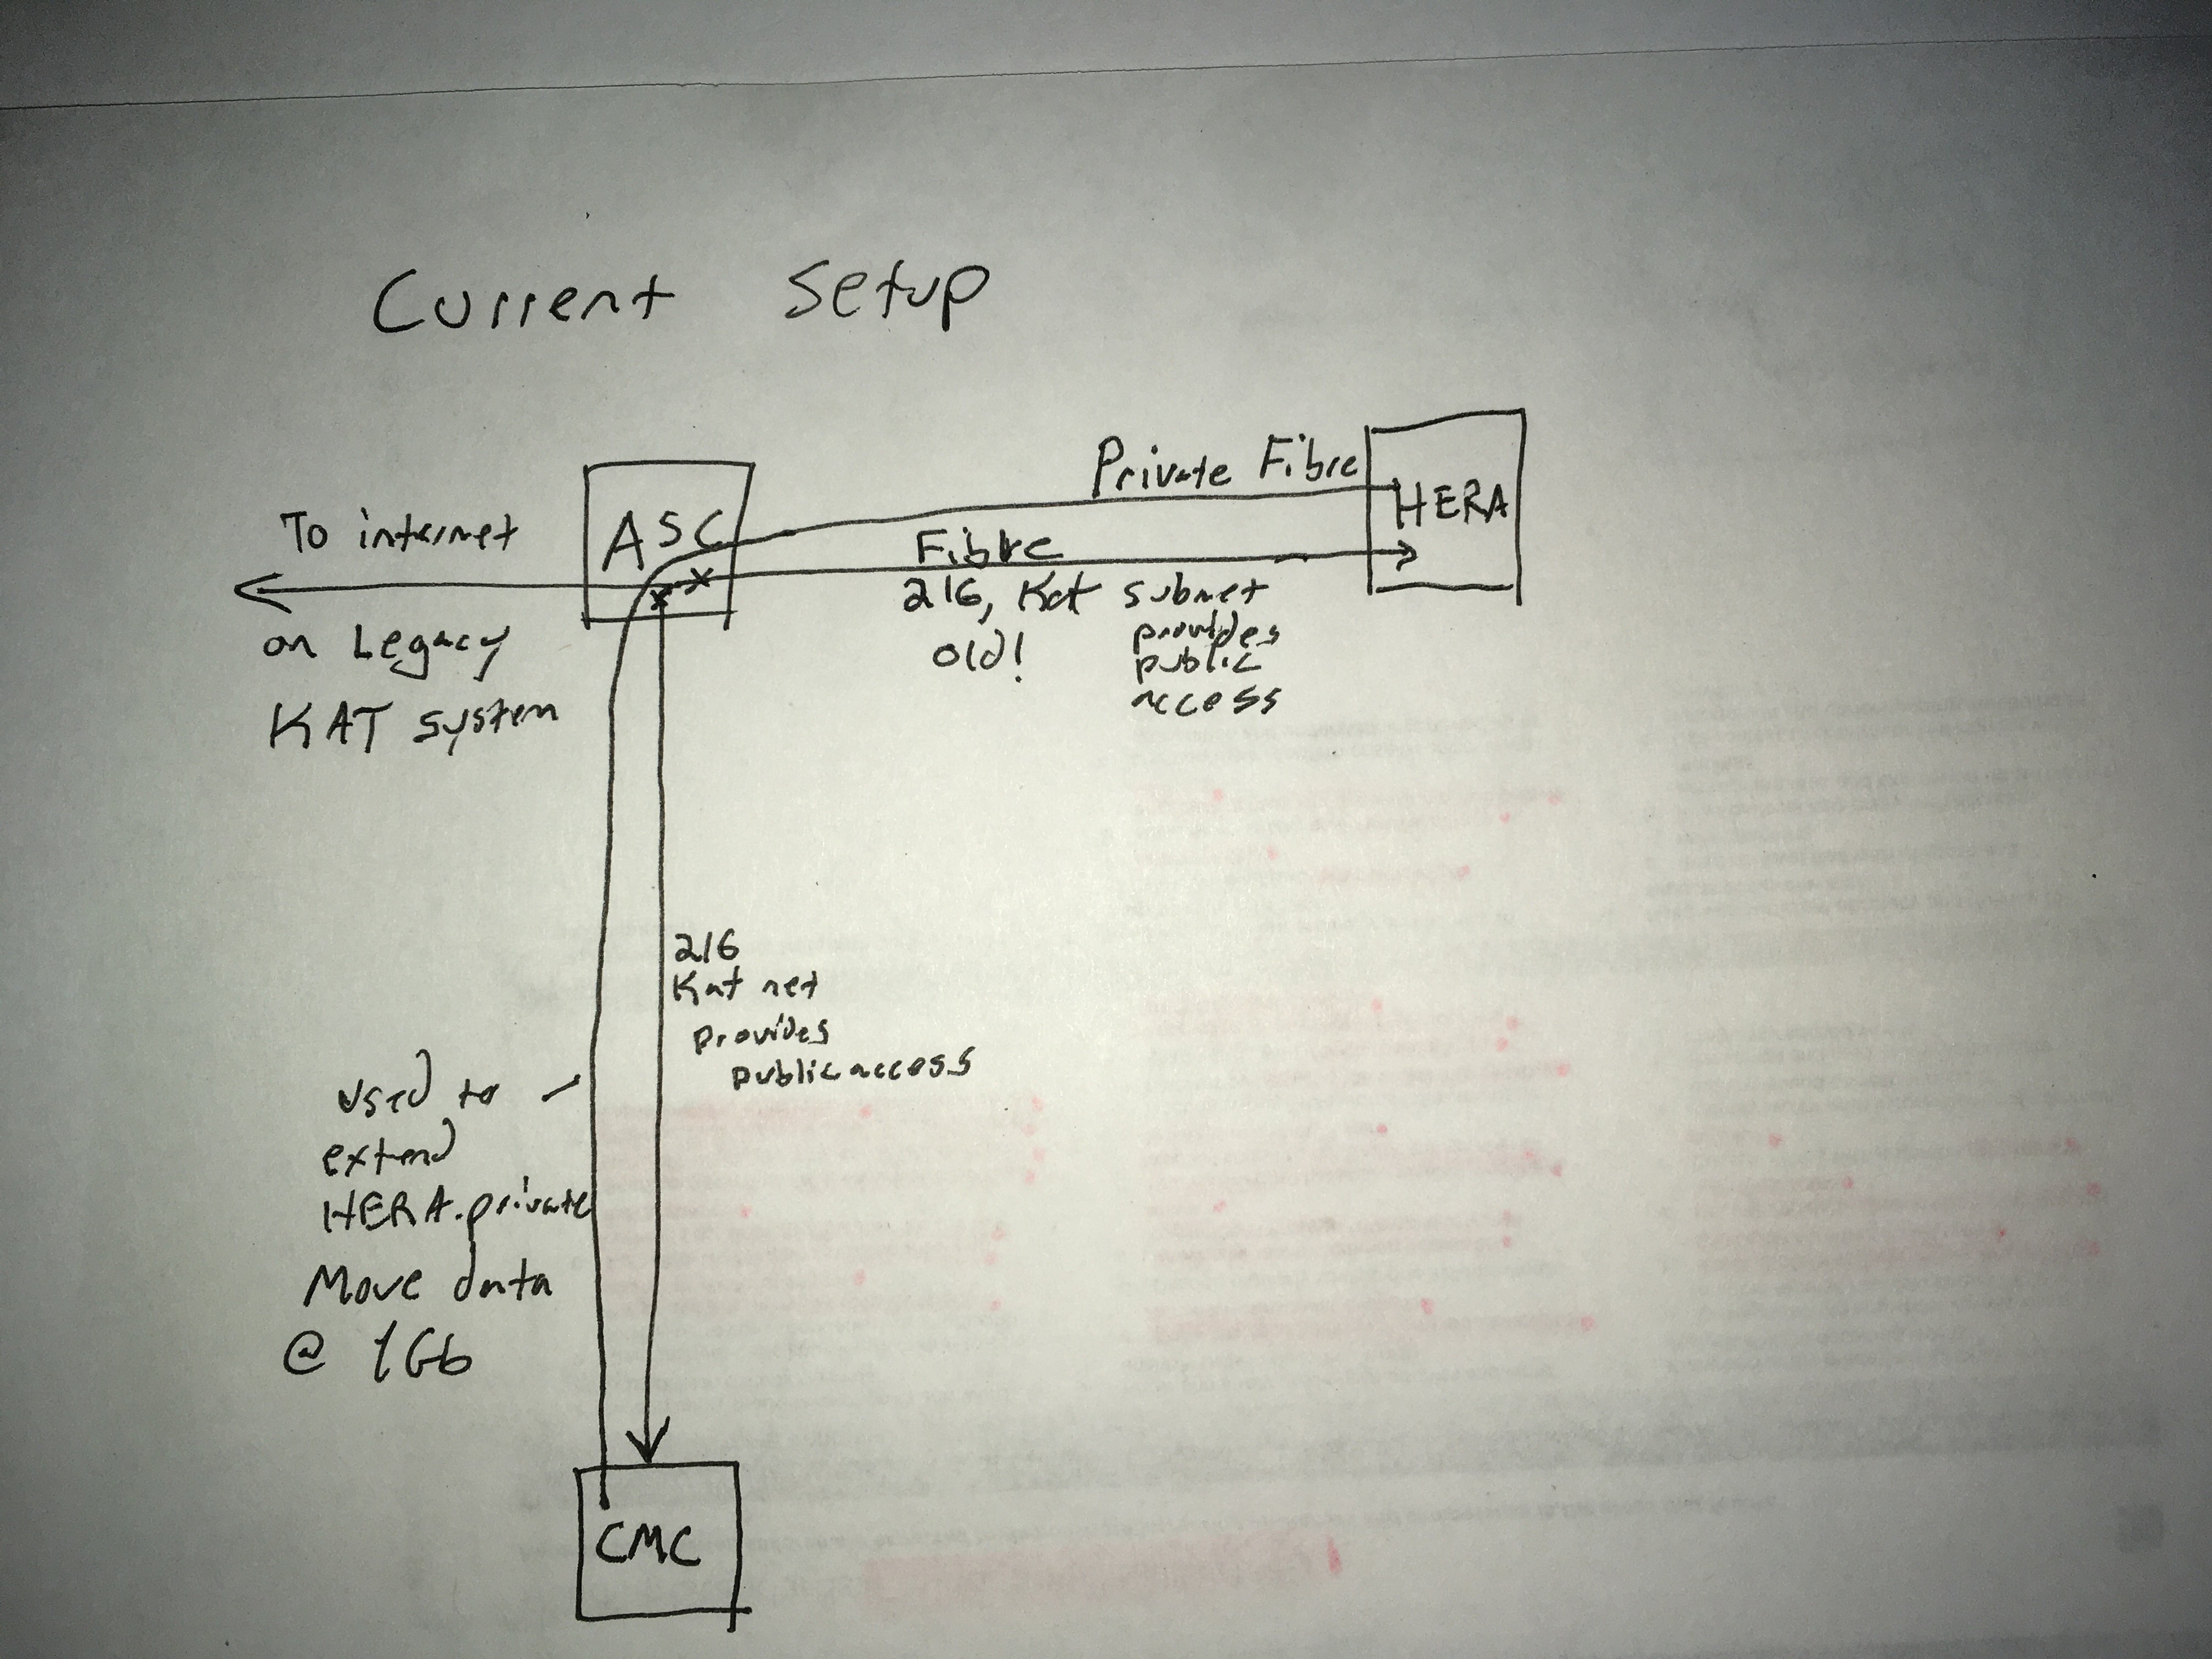 Current Setup
Private Fibre
HERA
ASC
To internet
on Legacy
KAT system
Fibre
216, Kat subnet
old!
provides
public
access
216
Kat net
provides
public access
used to
extend
HERA.private
Move data
@ 1Gb
CMC